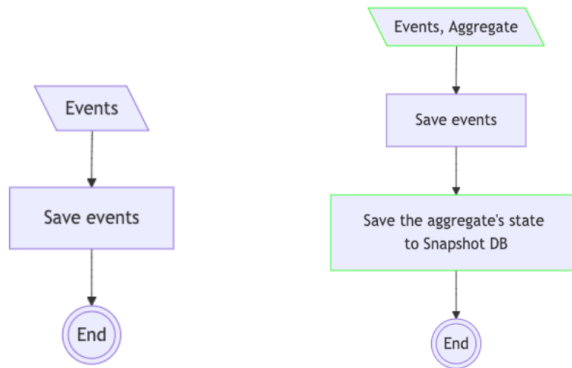 Events
Save events
End
Events, Aggregate
Save events
Save the aggregate's state
to Snapshot DB
End